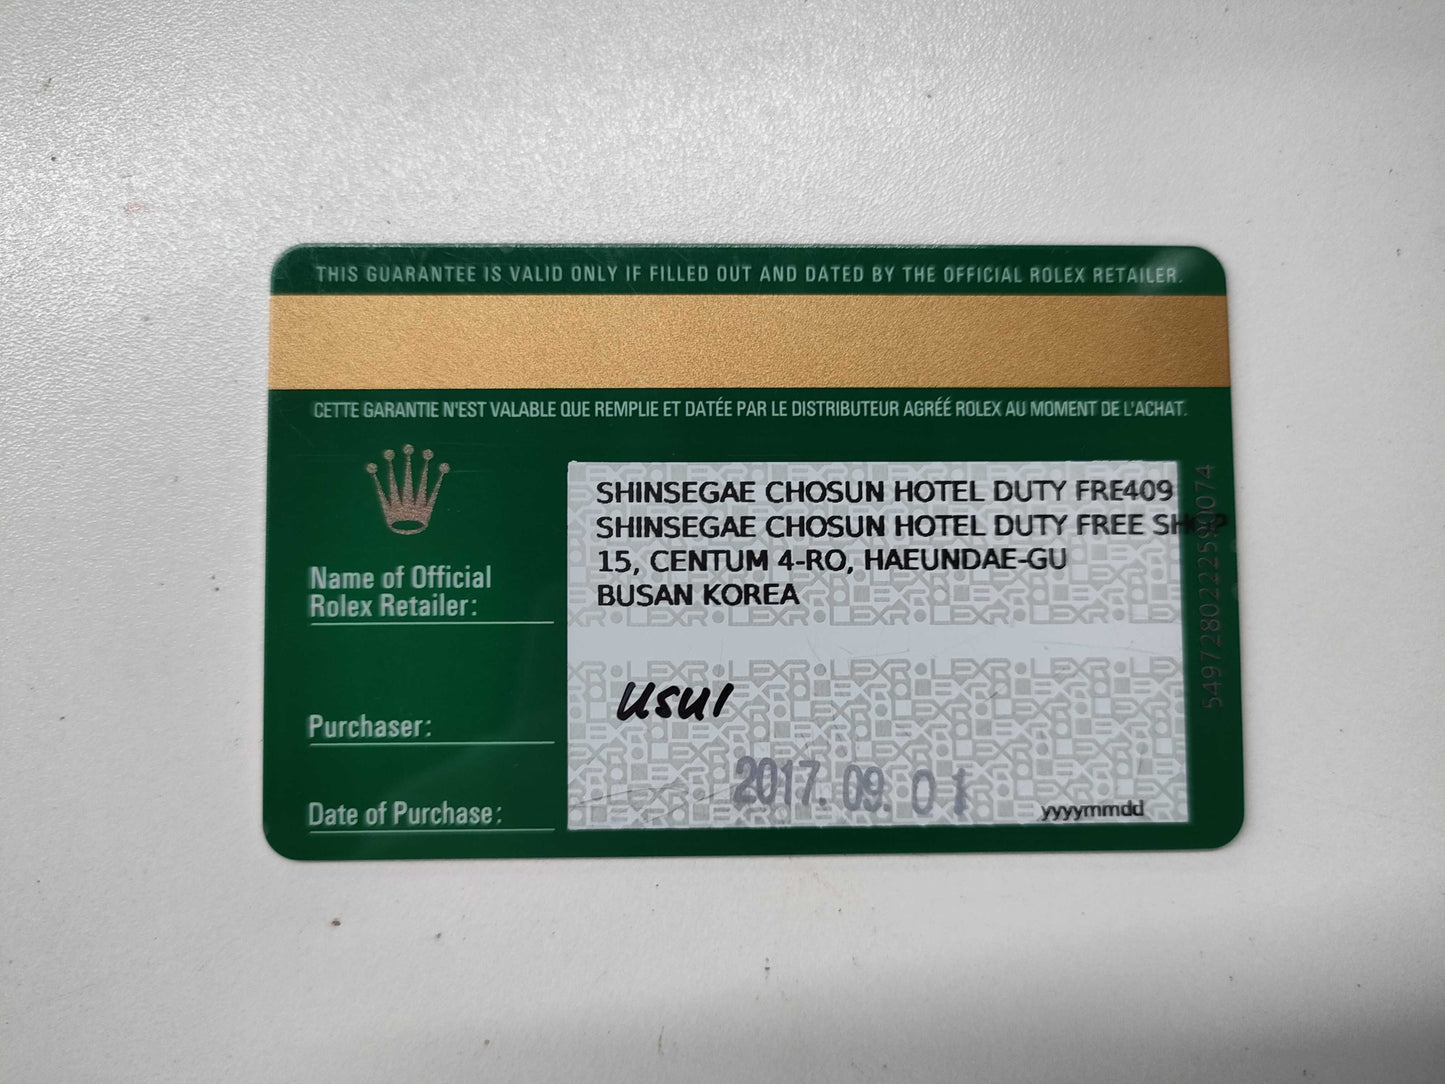 THIS GUARANTEE IS VALID ONLY IF FILLED OUT AND DATED BY THE OFFICIAL ROLEX RETAILER.
CETTE GARANTIE N'EST VALABLE QUE REMPLIE ET DATÉE PAR LE DISTRIBUTEUR AGRÉÉ ROLEX AU MOMENT DE L'ACHAT.
SHINSEGAE CHOSUN HOTEL DUTY FRE409
SHINSEGAE CHOSUN HOTEL DUTY FREE SHOP
15, CENTUM 4-RO, HAEUNDAE-GU
BUSAN KOREA
Name of Official
Rolex Retailer:
Purchaser:
usui
Date of Purchase:
2017. 09. 01
yyyymmdd